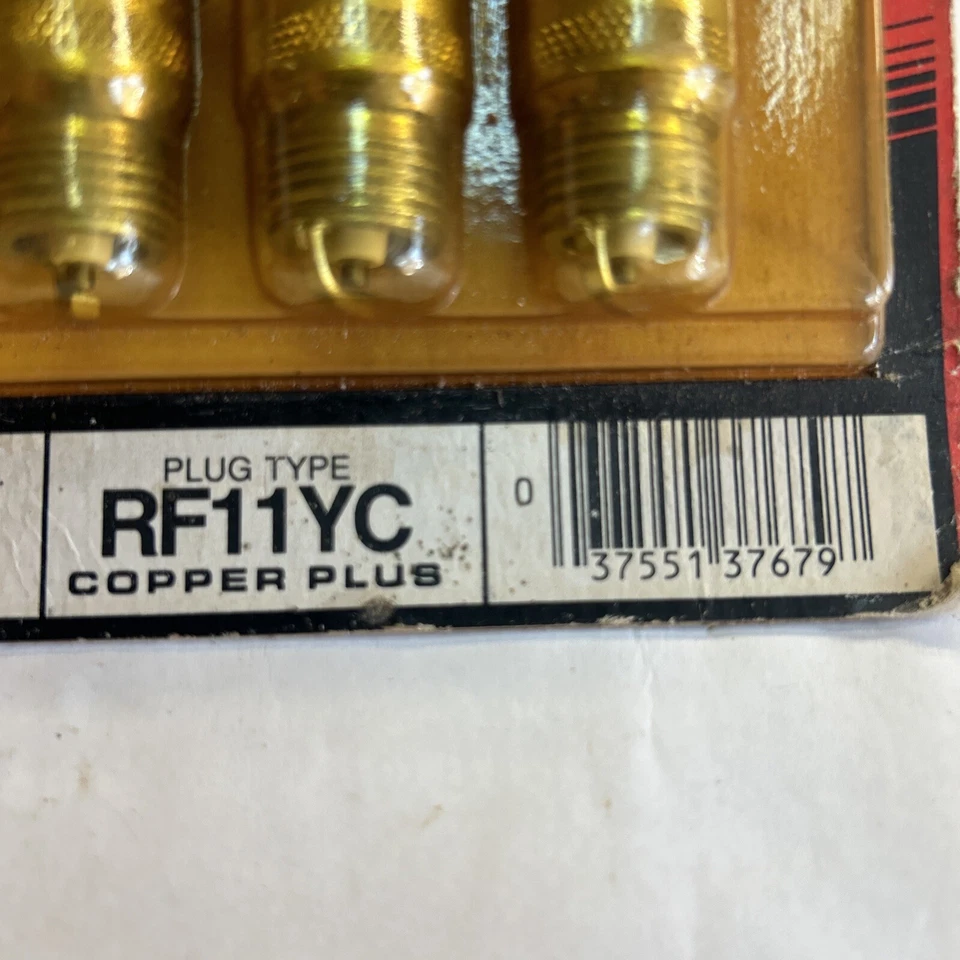 PLUG TYPE
RF11YC
COPPER PLUS
0 37551 37679